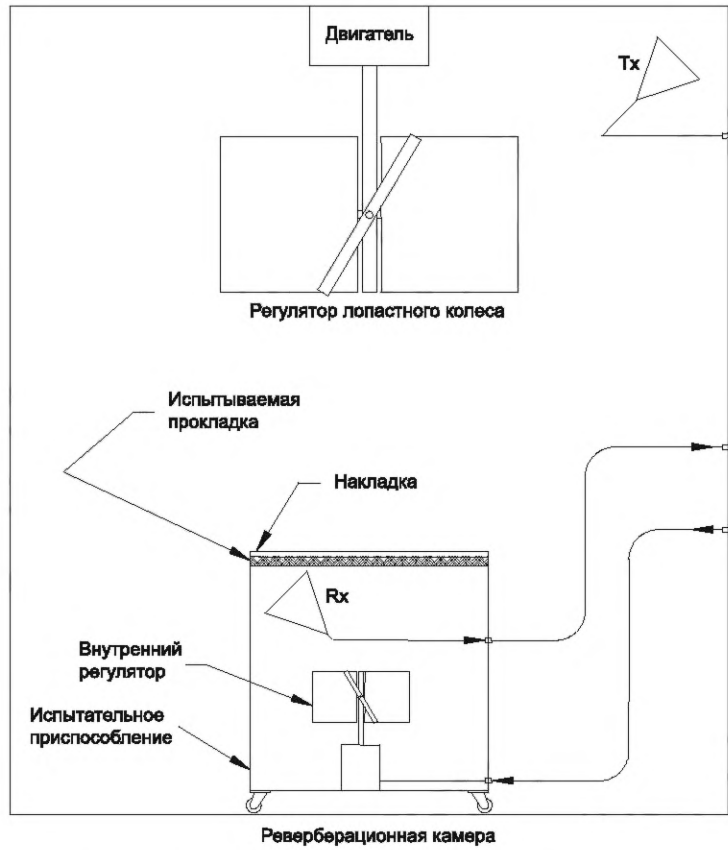 Двигатель
Tx
Регулятор лопастного колеса
Испытываемая
прокладка
Накладка
Rx
Внутренний
регулятор
Испытательное
приспособление
Реверберационная камера